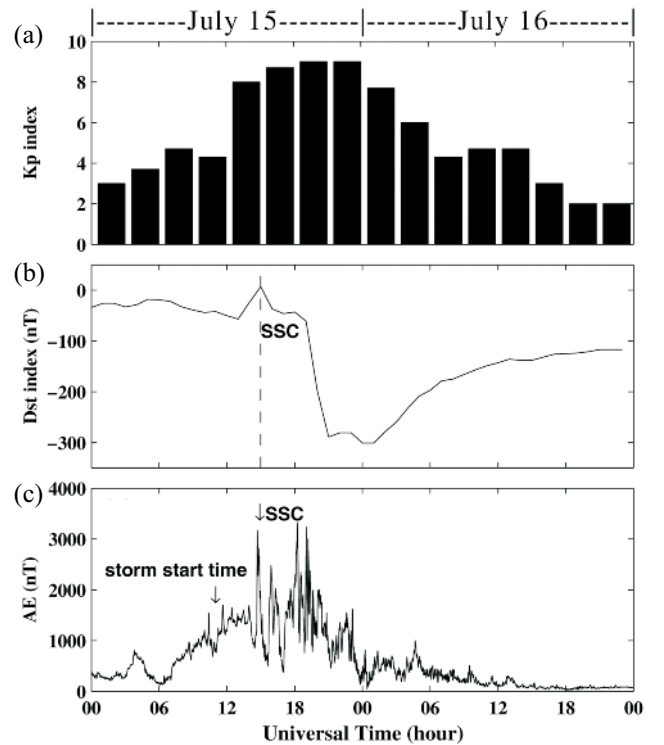 July 15 July 16
(a)
10
8
6
4
2
0
Kp index
(b)
0
−100
−200
−300
Dst index (nT)
SSC
(c)
4000
3000
2000
1000
0
AE (nT)
SSC
storm start time
00 06 12 18 00 06 12 18 00
Universal Time (hour)